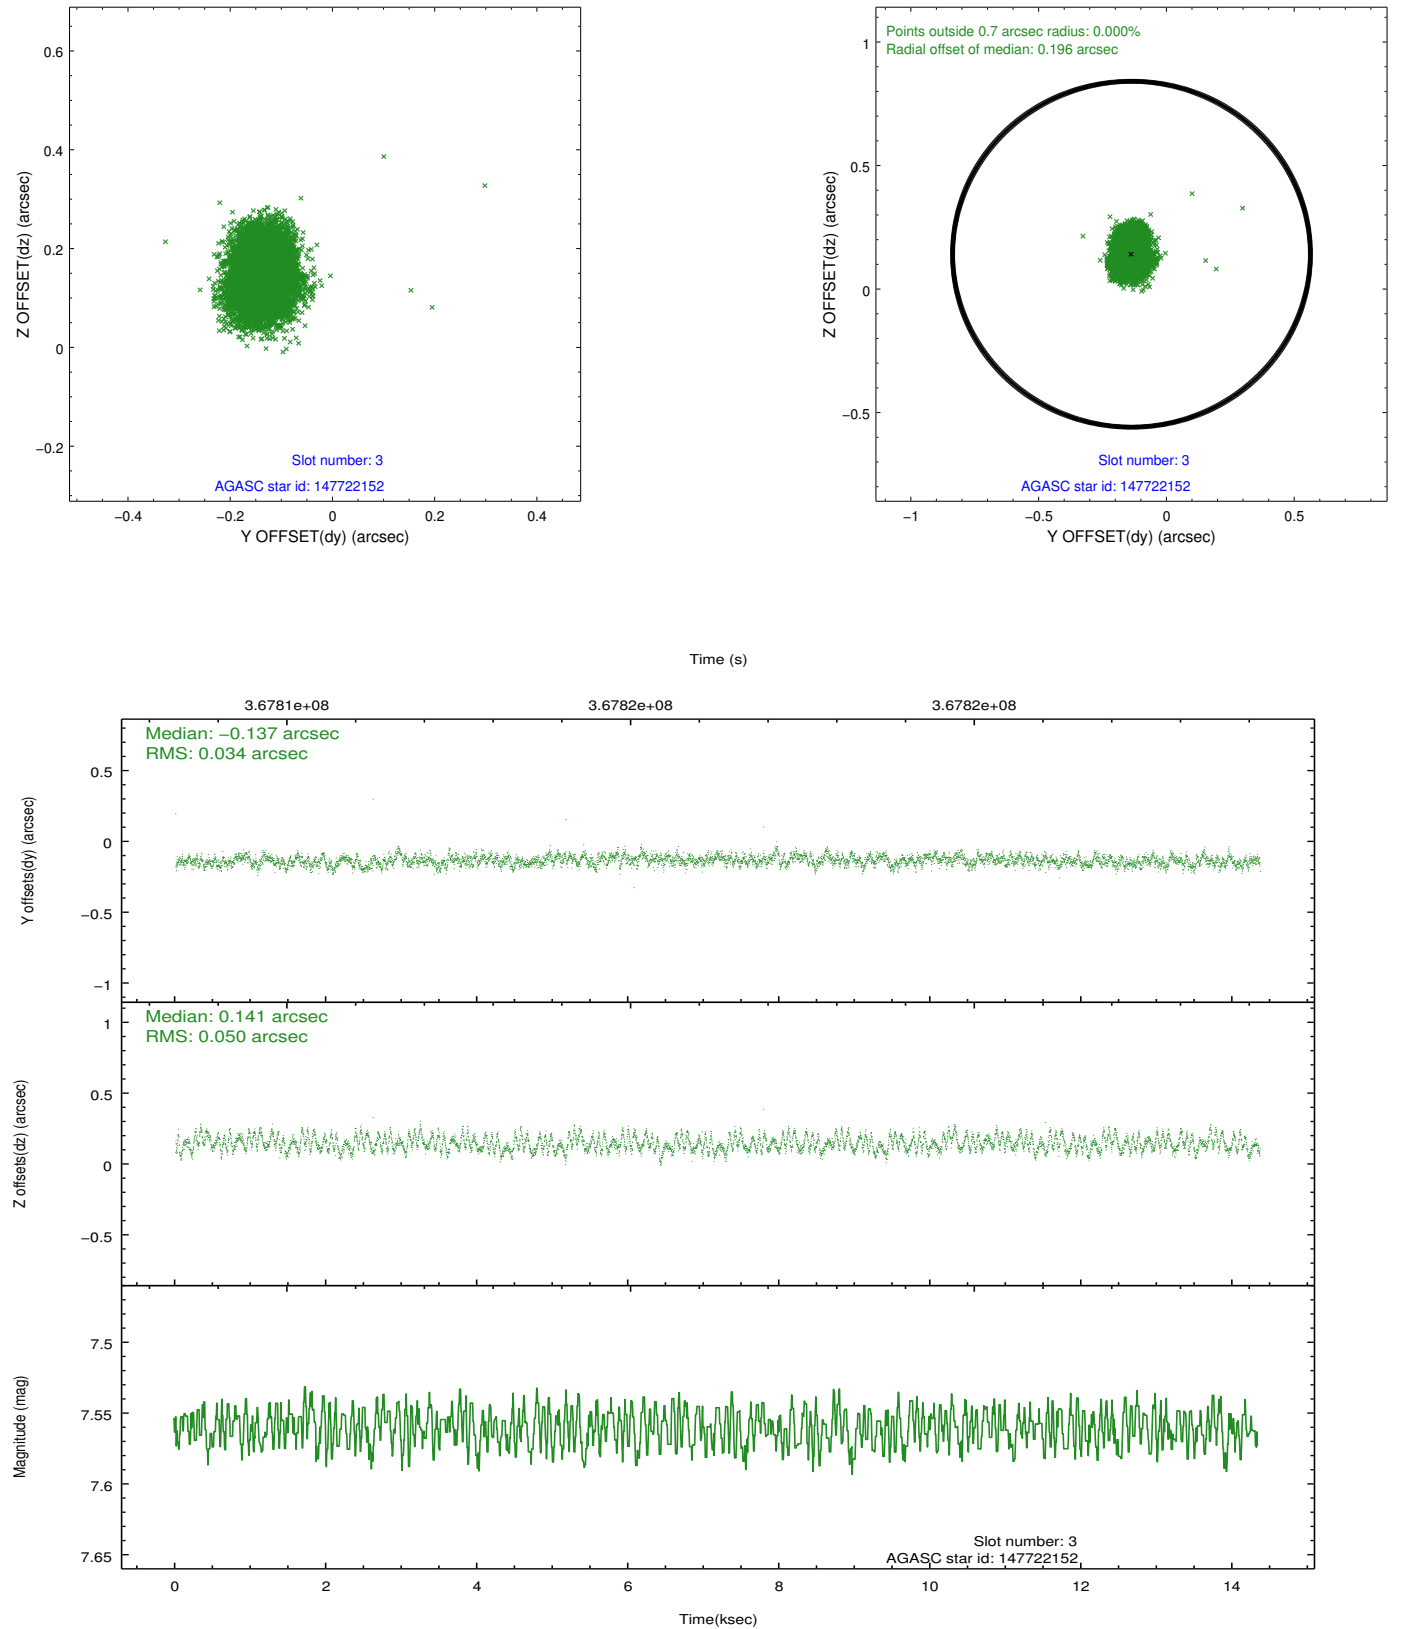 0.6
0.4
0.2
0
−0.2
Z OFFSET(dz) (arcsec)
Slot number: 3
AGASC star id: 147722152
−0.4
−0.2
0
0.2
0.4
Y OFFSET(dy) (arcsec)
Points outside 0.7 arcsec radius: 0.000%
Radial offset of median: 0.196 arcsec
1
0.5
0
−0.5
Z OFFSET(dz) (arcsec)
Slot number: 3
AGASC star id: 147722152
−1
−0.5
0
0.5
Y OFFSET(dy) (arcsec)
Time (s)
3.6781e+08
3.6782e+08
3.6782e+08
Median: −0.137 arcsec
RMS: 0.034 arcsec
0.5
0
−0.5
−1
Y offsets(dy) (arcsec)
Median: 0.141 arcsec
RMS: 0.050 arcsec
1
0.5
0
−0.5
Z offsets(dz) (arcsec)
7.5
7.55
7.6
7.65
Magnitude (mag)
Slot number: 3
AGASC star id: 147722152
0
2
4
6
8
10
12
14
Time(ksec)